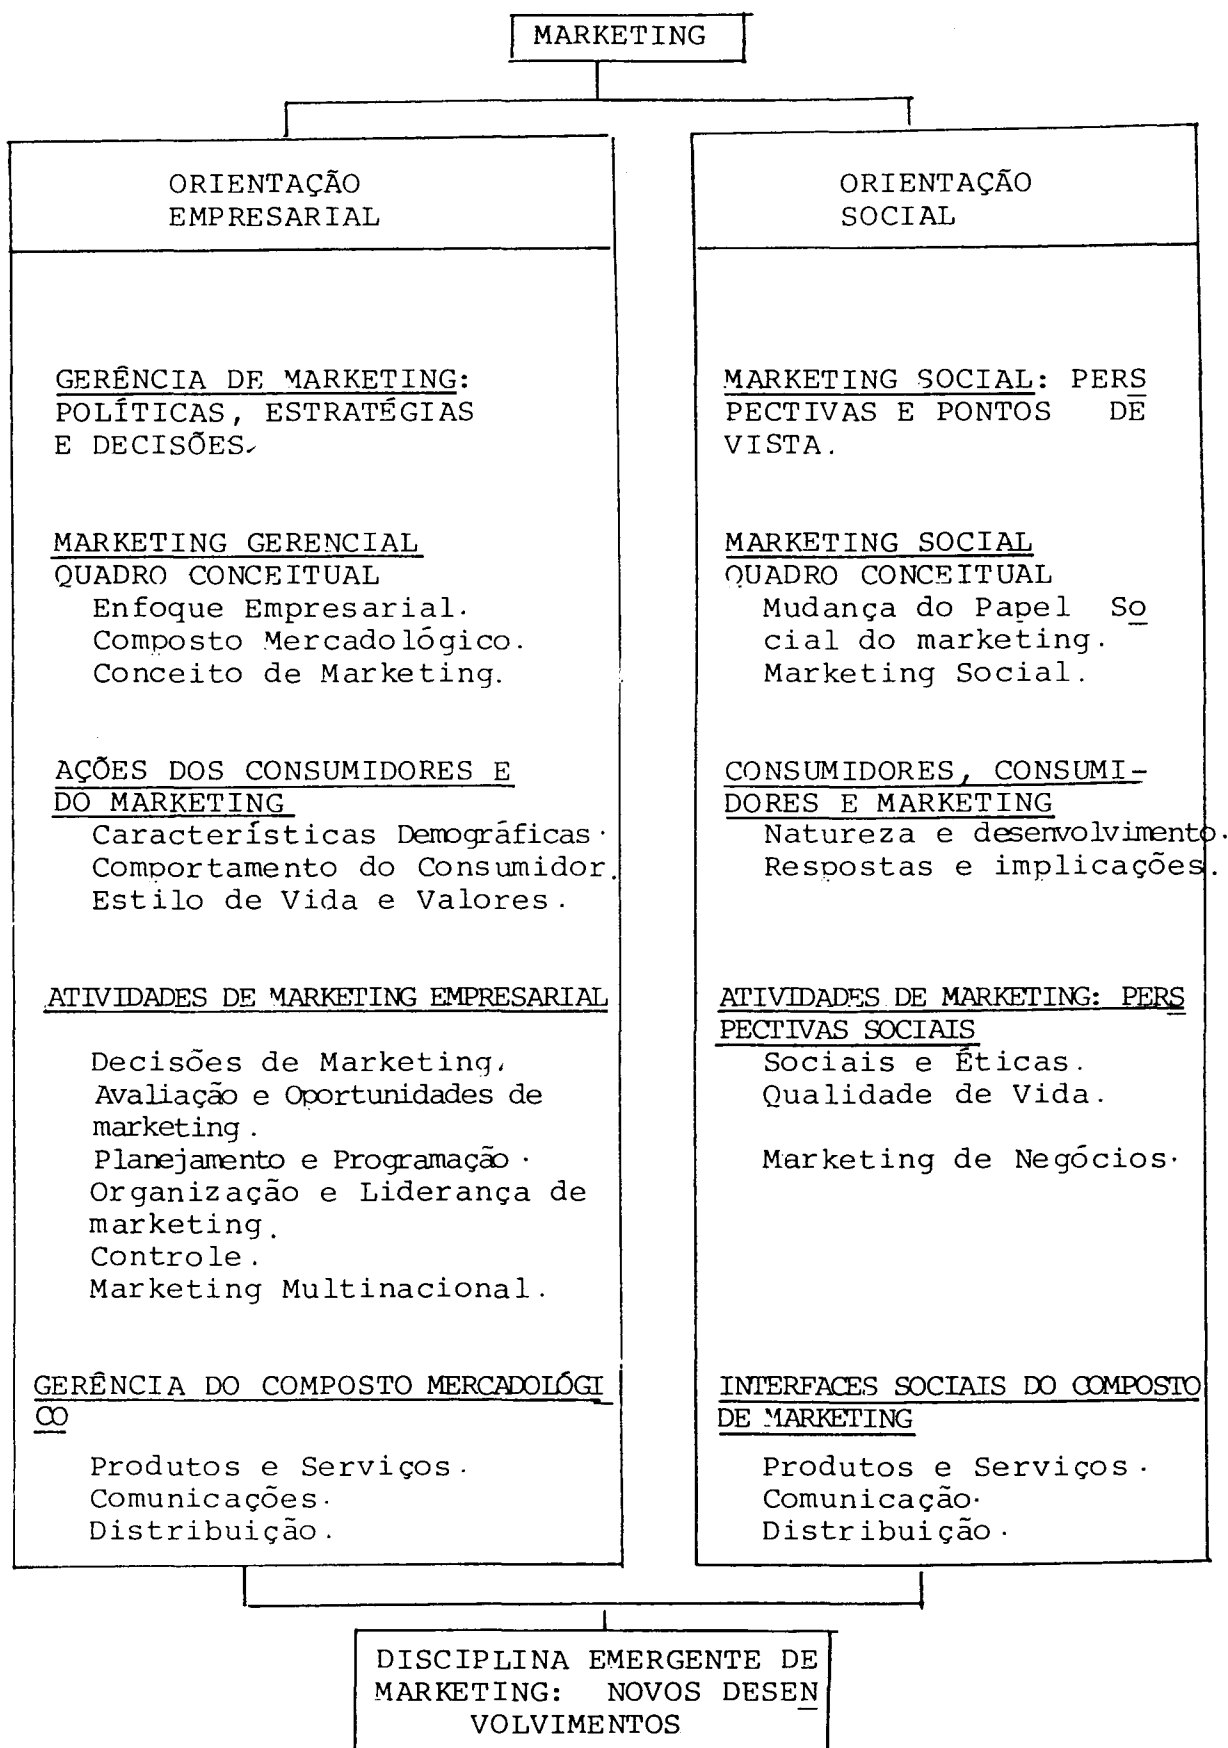 MARKETING
ORIENTAÇÃO
EMPRESARIAL
GERÊNCIA DE MARKETING:
POLÍTICAS, ESTRATÉGIAS
E DECISÕES.
MARKETING GERENCIAL
QUADRO CONCEITUAL
Enfoque Empresarial.
Composto Mercadológico.
Conceito de Marketing.
AÇÕES DOS CONSUMIDORES E
DO MARKETING
Características Demográficas.
Comportamento do Consumidor.
Estilo de Vida e Valores.
ATIVIDADES DE MARKETING EMPRESARIAL
Decisões de Marketing.
Avaliação e Oportunidades de
marketing.
Planejamento e Programação.
Organização e Liderança de
marketing.
Controle.
Marketing Multinacional.
GERÊNCIA DO COMPOSTO MERCADOLÓGI
CO
Produtos e Serviços.
Comunicações.
Distribuição.
ORIENTAÇÃO
SOCIAL
MARKETING SOCIAL: PERS
PECTIVAS E PONTOS DE
VISTA.
MARKETING SOCIAL
QUADRO CONCEITUAL
Mudança do Papel So
cial do marketing.
Marketing Social.
CONSUMIDORES, CONSUMI-
DORES E MARKETING
Natureza e desenvolvimento.
Respostas e implicações.
ATIVIDADES DE MARKETING: PERS
PECTIVAS SOCIAIS
Sociais e Éticas.
Qualidade de Vida.
Marketing de Negócios.
INTERFACES SOCIAIS DO COMPOSTO
DE MARKETING
Produtos e Serviços.
Comunicação.
Distribuição.
DISCIPLINA EMERGENTE DE
MARKETING: NOVOS DESEN
VOLVIMENTOS